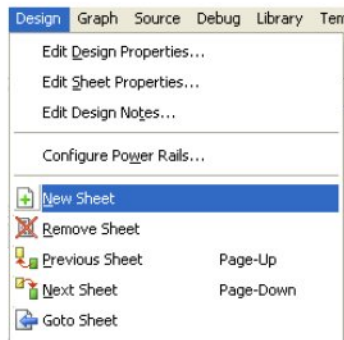 Design Graph Source Debug Library
Edit Design Properties...
Edit Sheet Properties...
Edit Design Notes...
Configure Power Rails...
New Sheet
Remove Sheet
Previous Sheet Page-Up
Next Sheet Page-Down
Goto Sheet